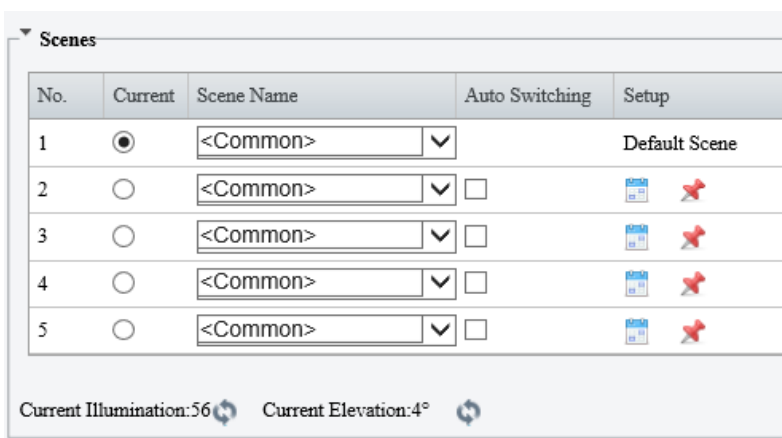 Scenes
No. Current Scene Name Auto Switching Setup
1 <Common> Default Scene
2 <Common>
3 <Common>
4 <Common>
5 <Common>
Current Illumination:56 Current Elevation:4°